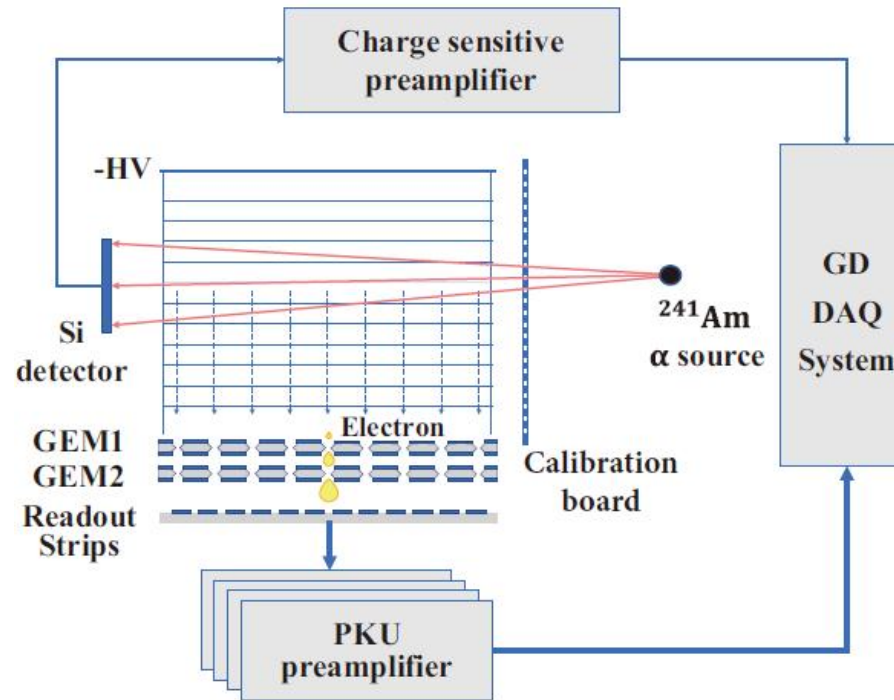 Charge sensitive
preamplifier
-HV
GD
DAQ
System
²⁴¹Am
α source
Si
detector
Electron
GEM1
GEM2
Calibration
board
Readout
Strips
PKU
preamplifier